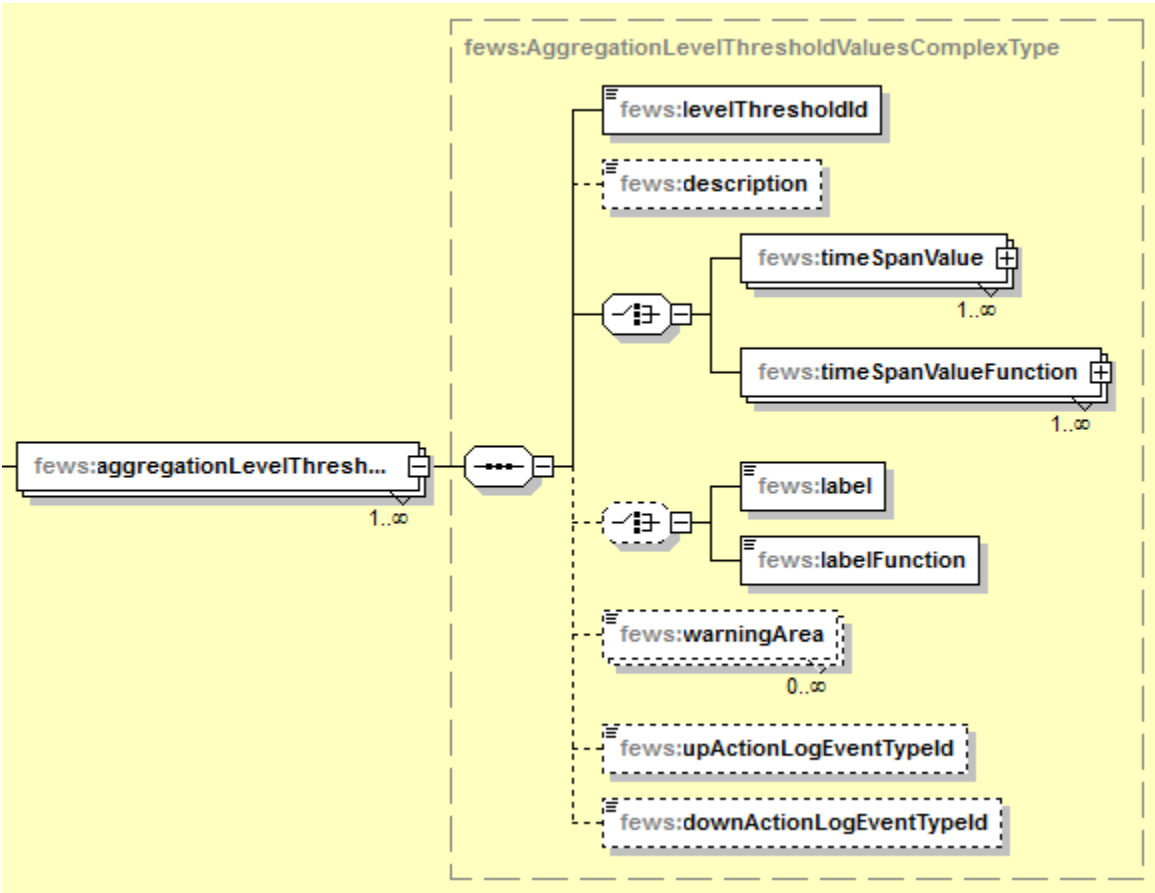 fews:AggregationLevelThresholdValuesComplexType
fews:levelThresholdId
fews:description
fews:timeSpanValue
1..∞
fews:timeSpanValueFunction
1..∞
fews:aggregationLevelThresh...
1..∞
fews:label
fews:labelFunction
fews:warningArea
0..∞
fews:upActionLogEventTypeId
fews:downActionLogEventTypeId